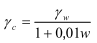 γ_c = γ_w / (1 + 0,01w)